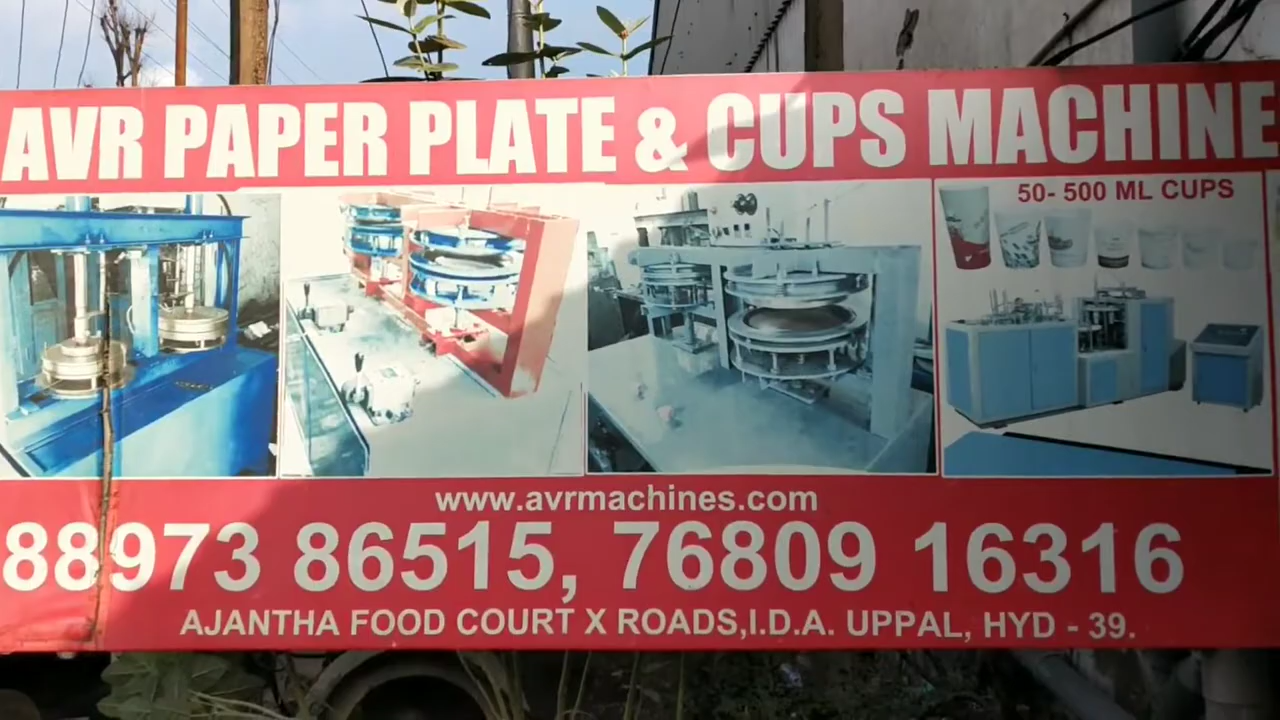 AVR PAPER PLATE & CUPS MACHINE
50- 500 ML CUPS
www.avrmachines.com
88973 86515, 76809 16316
AJANTHA FOOD COURT X ROADS,I.D.A. UPPAL, HYD - 39.